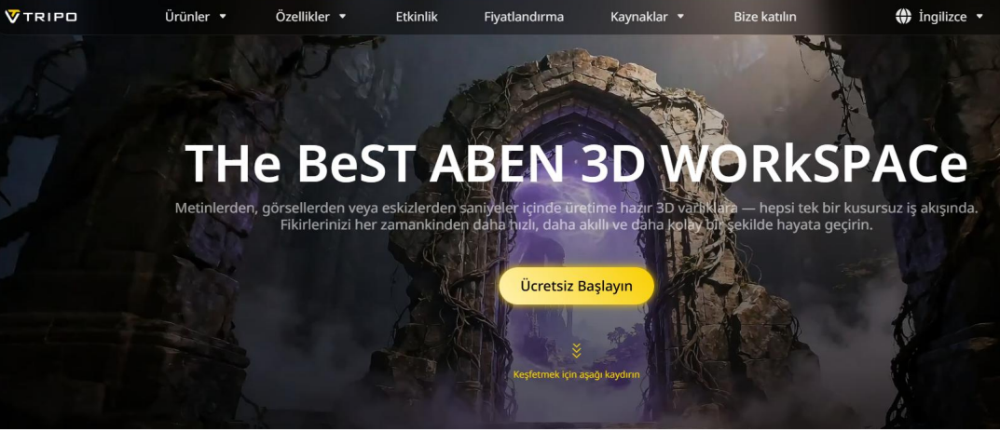 TRIPO
Ürünler
Özellikler
Etkinlik
Fiyatlandırma
Kaynaklar
Bize katılın
İngilizce
THe BeST ABEN 3D WORkSPACe
Metinlerden, görsellerden veya eskizlerden saniyeler içinde üretime hazır 3D varlıklara — hepsi tek bir kusursuz iş akışında.
Fikirlerinizi her zamankinden daha hızlı, daha akıllı ve daha kolay bir şekilde hayata geçirin.
Ücretsiz Başlayın
Keşfetmek için aşağı kaydırın